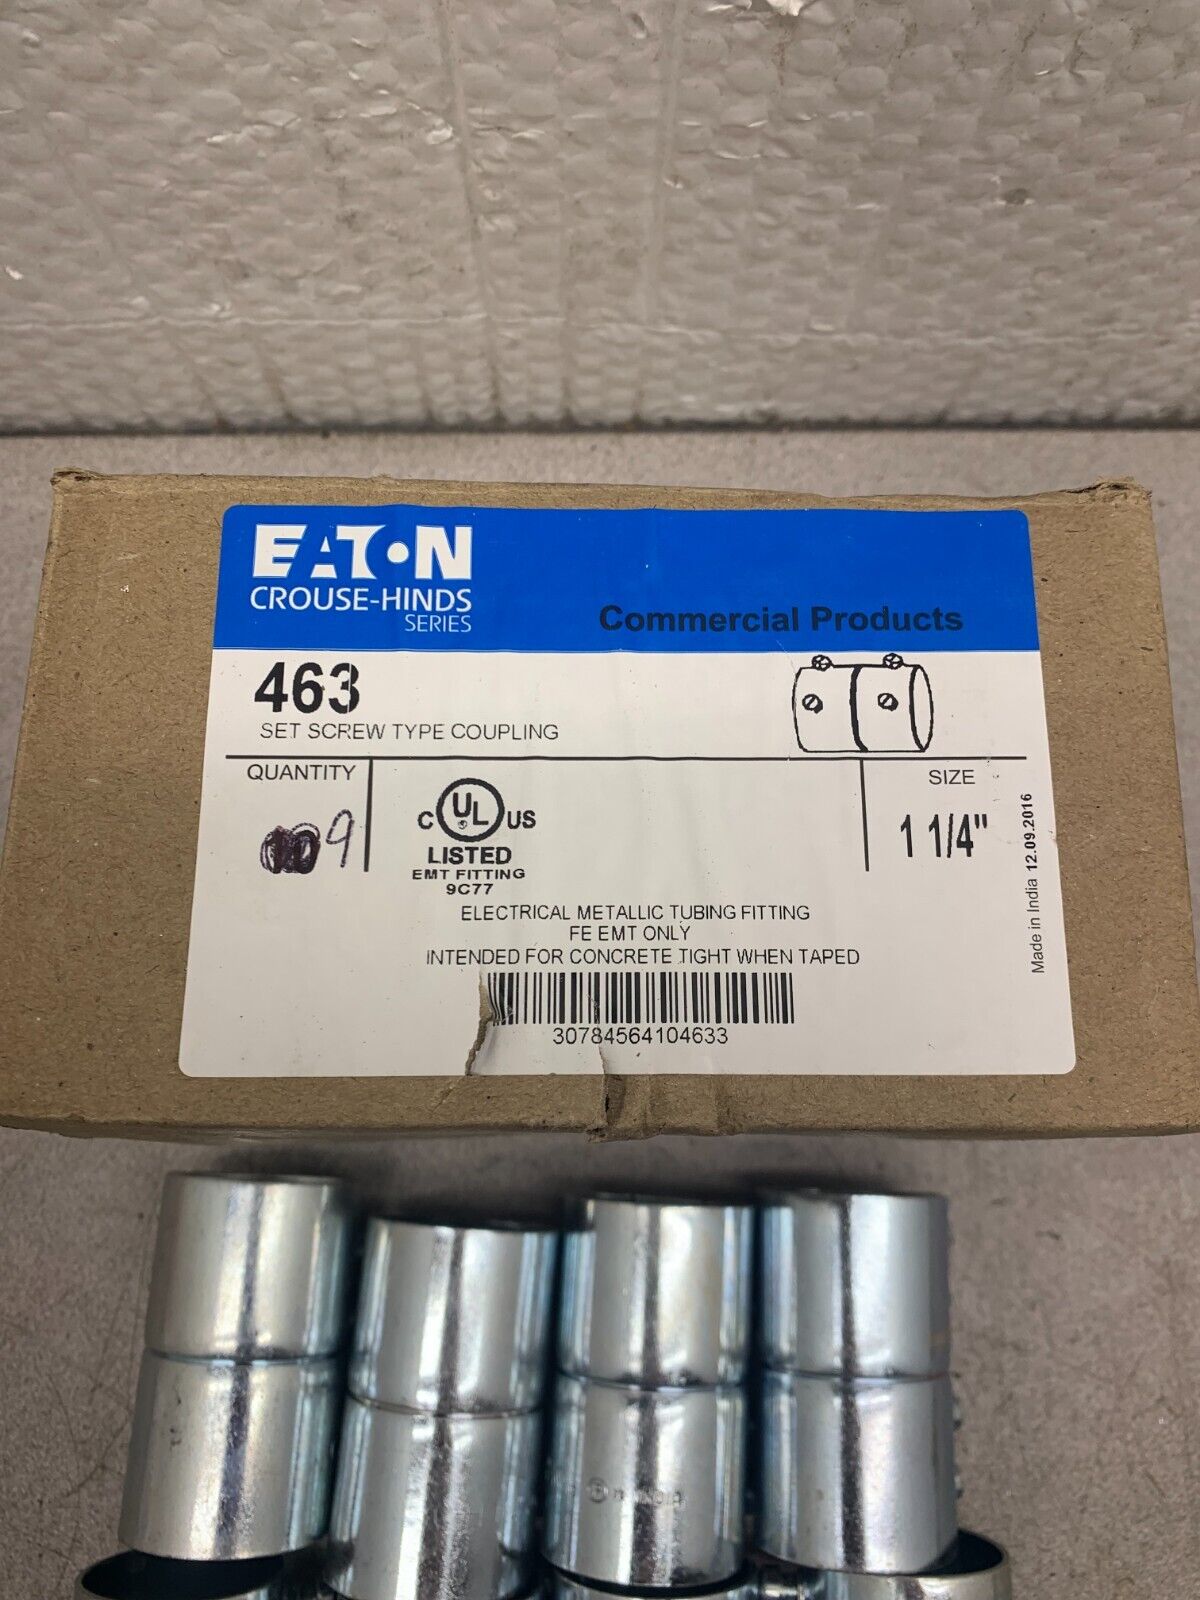 EATON
CROUSE-HINDS
SERIES
Commercial Products
463
SET SCREW TYPE COUPLING
QUANTITY
10 9
C UL US
LISTED
EMT FITTING
9C77
SIZE
1 1/4"
Made in India 12.09.2016
ELECTRICAL METALLIC TUBING FITTING
FE EMT ONLY
INTENDED FOR CONCRETE TIGHT WHEN TAPED
30784564104633